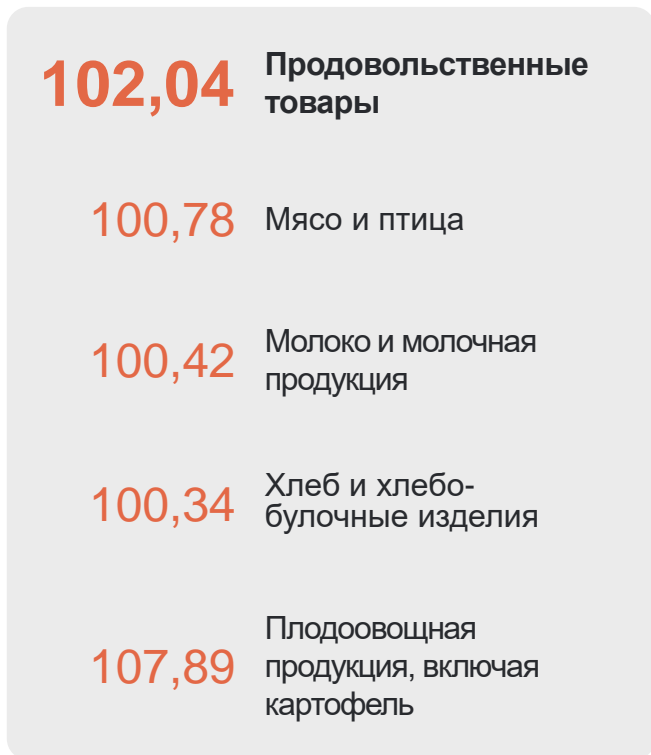 102,04
Продовольственные
товары
100,78
Мясо и птица
100,42
Молоко и молочная
продукция
100,34
Хлеб и хлебо-
булочные изделия
107,89
Плодоовощная
продукция, включая
картофель